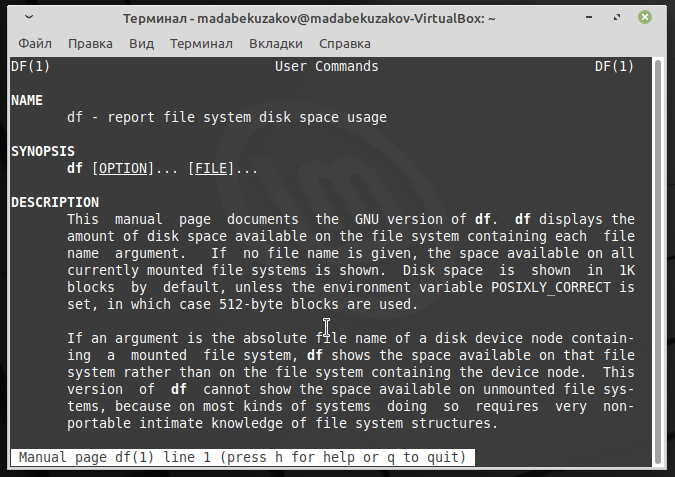 Терминал - madabekuzakov@madabekuzakov-VirtualBox: ~
Файл Правка Вид Терминал Вкладки Справка
DF(1) User Commands DF(1)
NAME
df - report file system disk space usage
SYNOPSIS
df [OPTION]... [FILE]...
DESCRIPTION
This manual page documents the GNU version of df. df displays the
amount of disk space available on the file system containing each file
name argument. If no file name is given, the space available on all
currently mounted file systems is shown. Disk space is shown in 1K
blocks by default, unless the environment variable POSIXLY_CORRECT is
set, in which case 512-byte blocks are used.
If an argument is the absolute file name of a disk device node contain-
ing a mounted file system, df shows the space available on that file
system rather than on the file system containing the device node. This
version of df cannot show the space available on unmounted file sys-
tems, because on most kinds of systems doing so requires very non-
portable intimate knowledge of file system structures.
Manual page df(1) line 1 (press h for help or q to quit)